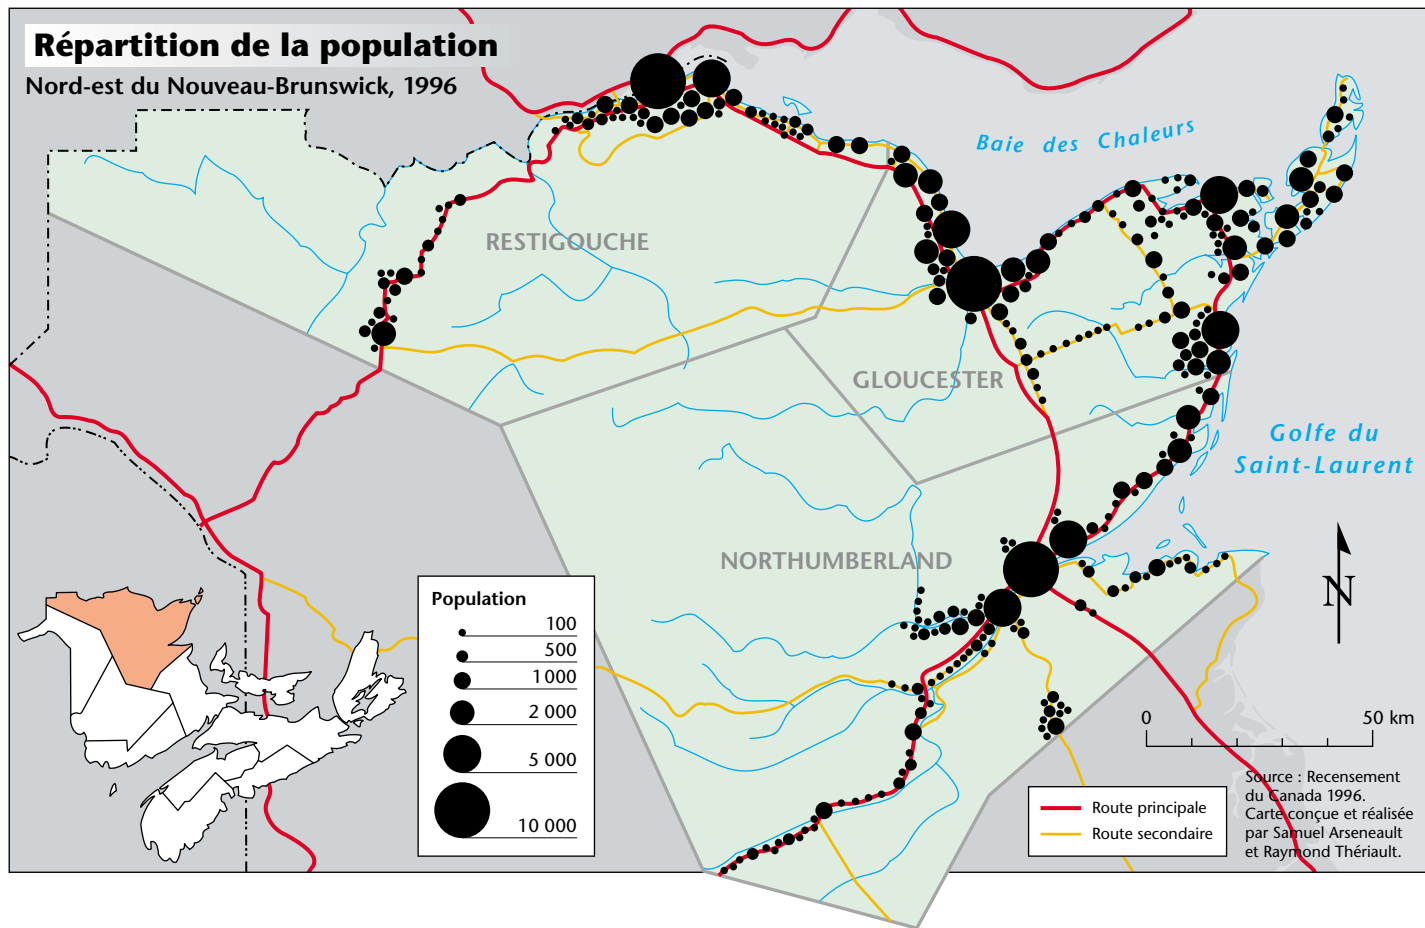 Répartition de la population
Nord-est du Nouveau-Brunswick, 1996
Baie des Chaleurs
RESTIGOUCHE
GLOUCESTER
Golfe du
Saint-Laurent
NORTHUMBERLAND
N
Population
100
500
1 000
2 000
5 000
10 000
0 50 km
Route principale
Route secondaire
Source : Recensement
du Canada 1996.
Carte conçue et réalisée
par Samuel Arseneault
et Raymond Thériault.